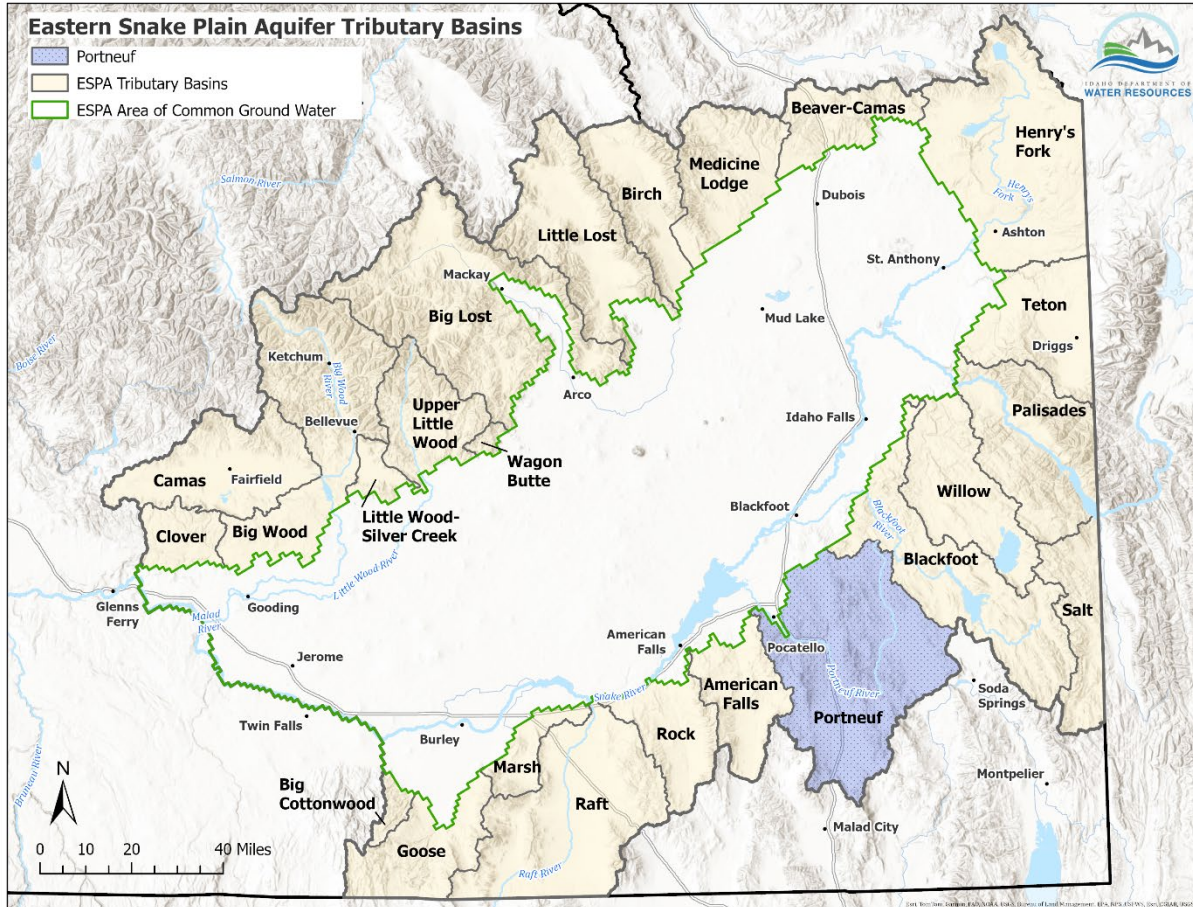 Eastern Snake Plain Aquifer Tributary Basins
Portneuf
ESPA Tributary Basins
ESPA Area of Common Ground Water
IDAHO DEPARTMENT OF
WATER RESOURCES
Beaver-Camas
Henry's
Fork
Medicine
Lodge
Birch
Salmon River
Henry's
Fork
Dubois
Little Lost
Ashton
St. Anthony
Mackay
Big Lost
Mud Lake
Teton
Driggs
Boise River
Ketchum
Big Wood
River
Arco
Upper
Little
Wood
Idaho Falls
Palisades
Bellevue
Wagon
Butte
Camas
Fairfield
Willow
Little Wood-
Silver Creek
Blackfoot
Blackfoot
River
Clover
Big Wood
Blackfoot
Little Wood River
Glenns
Ferry
Gooding
Malad
River
Salt
American
Falls
Pocatello
Jerome
Portneuf River
American
Falls
Soda
Springs
Snake River
Portneuf
Twin Falls
Burley
Rock
Bruneau River
Marsh
Montpelier
N
Big
Cottonwood
Raft
Malad City
Goose
0 10 20 40 Miles
Raft River